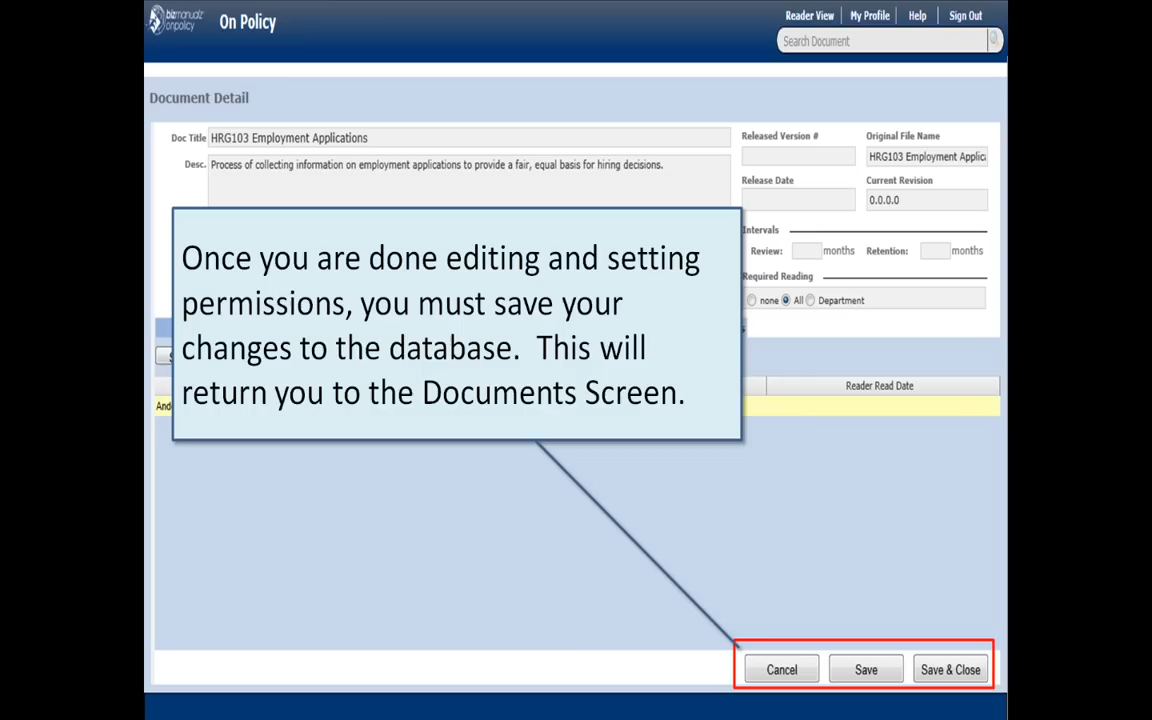 bizmanualz
onpolicy
On Policy
Reader View My Profile Help Sign Out
Search Document
Document Detail
Doc Title HRG103 Employment Applications
Desc. Process of collecting information on employment applications to provide a fair, equal basis for hiring decisions.
Released Version # Original File Name
HRG103 Employment Applic
Release Date Current Revision
0.0.0.0
Intervals
Review: months Retention: months
Required Reading
none All Department
Once you are done editing and setting
permissions, you must save your
changes to the database. This will
return you to the Documents Screen.
Reader Read Date
Cancel Save Save & Close